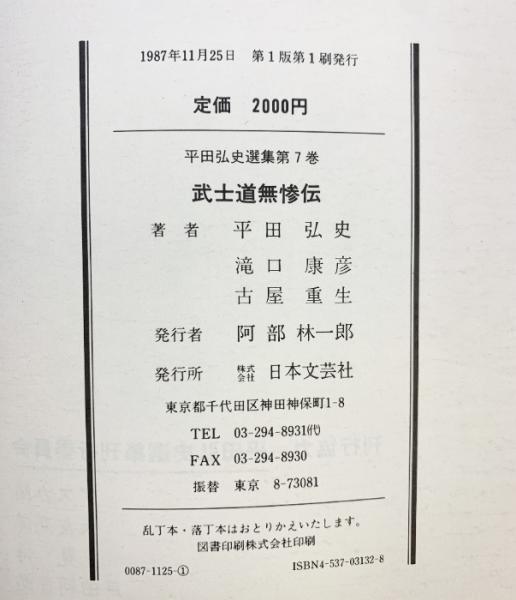 1987年11月25日　第1版第1刷発行
定価　2000円
平田弘史選集第7巻
武士道無惨伝
著　者　平　田　弘　史
滝　口　康　彦
古　屋　重　生
発行者　阿　部　林一郎
発行所　株式会社　日本文芸社
東京都千代田区神田神保町1-8
TEL　03-294-8931㈹
FAX　03-294-8930
振替　東京　8-73081
乱丁本・落丁本はおとりかえいたします。
図書印刷株式会社印刷
0087-1125-①　ISBN4-537-03132-8